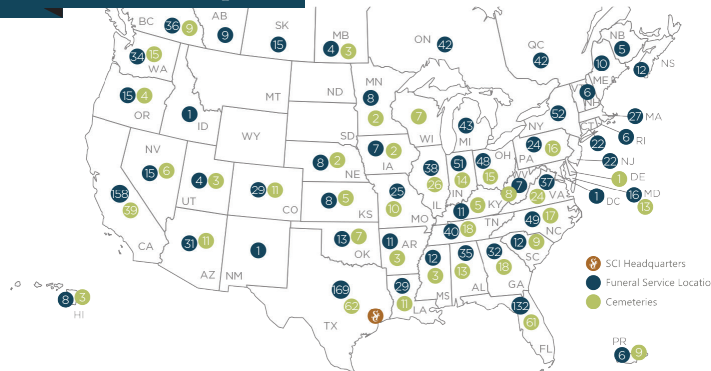 BC 36 9
AB 9
SK 15
MB 4 3
ON 42
QC 42
NB 5
NS 12
WA 34 15
OR 15 4
ID 1
MT
ND
MN 8 2
WI 7
MI 43
ME 10
NH 6
MA 27
RI 6
CT 22
NY 52
WY
SD
NV 15 6
UT 4 3
CO 29 11
NE 8 2
IA 7 2
IL 38 26
IN 51 14
OH 48 15
PA 24 16
NJ 22
DE 1
MD 16 13
DC 1
CA 158 39
AZ 31 11
NM 1
KS 8 5
MO 25 10
KY 11 5
WV 7 8
VA 37 24
OK 13 7
AR 11 3
TN 40 18
NC 49 17
SC 12 9
TX 169 62
LA 29 11
MS 12 3
AL 35 13
GA 32 18
FL 132 61
HI 8 3
PR 6 9
SCI Headquarters
Funeral Service Locatio
Cemeteries